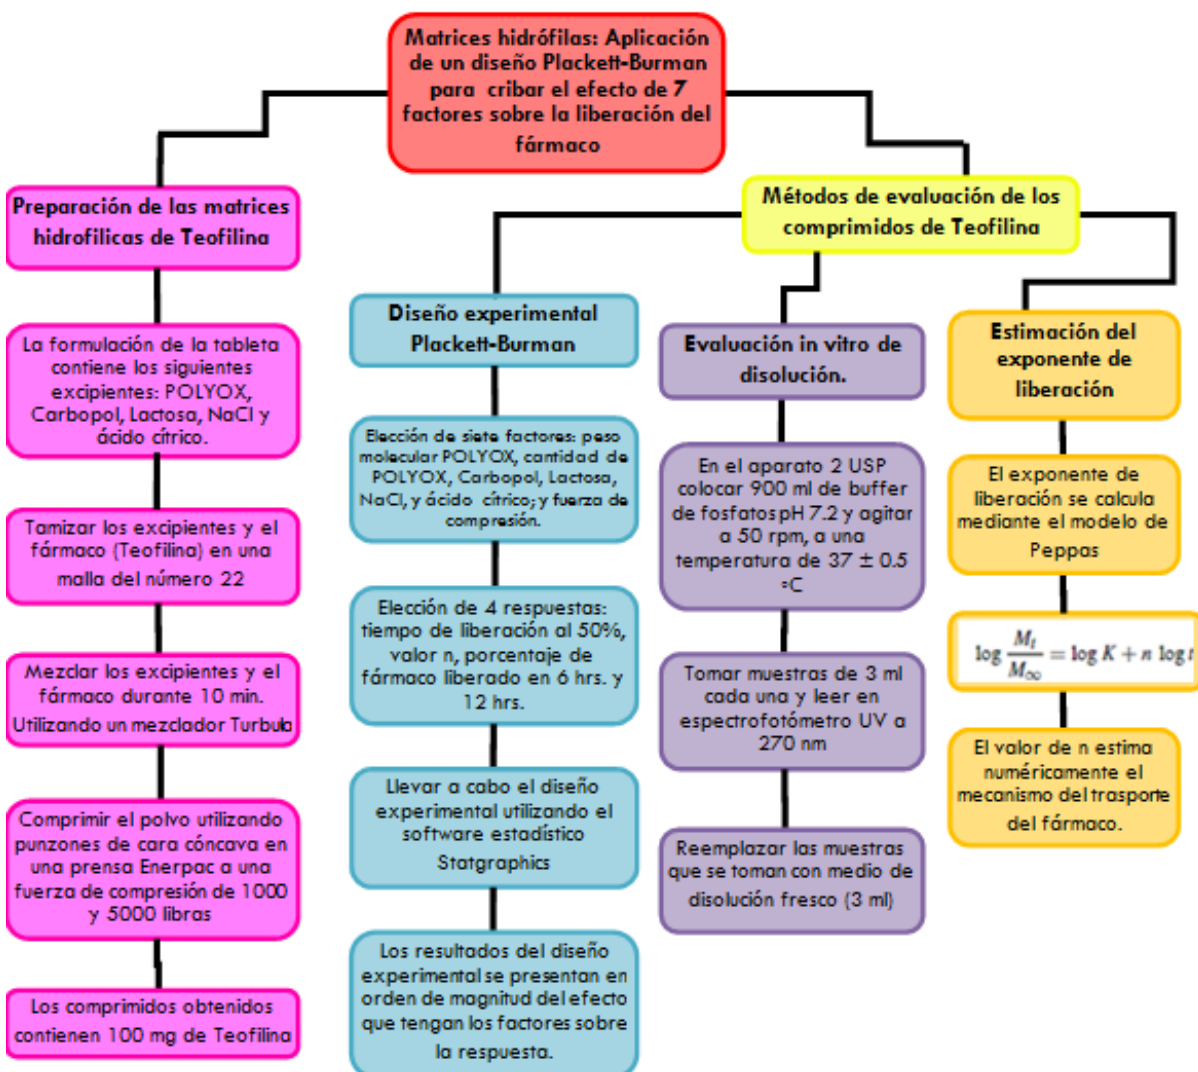 Matrices hidrófilas: Aplicación
de un diseño Plackett-Burman
para cribar el efecto de 7
factores sobre la liberación del
fármaco
Preparación de las matrices
hidrofilicas de Teofilina
La formulación de la tableta
contiene los siguientes
excipientes: POLYOX,
Carbopol, Lactosa, NaCl y
ácido cítrico.
Tamizar los excipientes y el
fármaco (Teofilina) en una
malla del número 22
Mezclar los excipientes y el
fármaco durante 10 min.
Utilizando un mezclador Turbula
Comprimir el polvo utilizando
punzones de cara cóncava en
una prensa Enerpac a una
fuerza de compresión de 1000
y 5000 libras
Los comprimidos obtenidos
contienen 100 mg de Teofilina
Métodos de evaluación de los
comprimidos de Teofilina
Diseño experimental
Plackett-Burman
Elección de siete factores: peso
molecular POLYOX, cantidad de
POLYOX, Carbopol, Lactosa,
NaCl, y ácido cítrico; y fuerza de
compresión.
Elección de 4 respuestas:
tiempo de liberación al 50%,
valor n, porcentaje de
fármaco liberado en 6 hrs. y
12 hrs.
Llevar a cabo el diseño
experimental utilizando el
software estadístico
Statgraphics
Los resultados del diseño
experimental se presentan en
orden de magnitud del efecto
que tengan los factores sobre
la respuesta.
Evaluación in vitro de
disolución.
En el aparato 2 USP
colocar 900 ml de buffer
de fosfatos pH 7.2 y agitar
a 50 rpm, a una
temperatura de 37 ± 0.5
°C
Tomar muestras de 3 ml
cada una y leer en
espectrofotómetro UV a
270 nm
Reemplazar las muestras
que se toman con medio de
disolución fresco (3 ml)
Estimación del
exponente de
liberación
El exponente de
liberación se calcula
mediante el modelo de
Peppas
log M_t / M_∞ = log K + n log t
El valor de n estima
numéricamente el
mecanismo del trasporte
del fármaco.